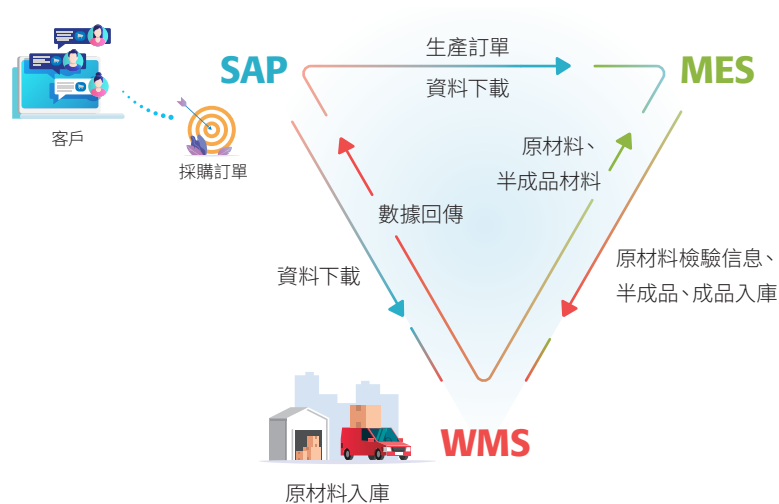 生產訂單
SAP
MES
資料下載
客戶
採購訂單
原材料、
半成品材料
數據回傳
資料下載
原材料檢驗信息、
半成品、成品入庫
WMS
原材料入庫